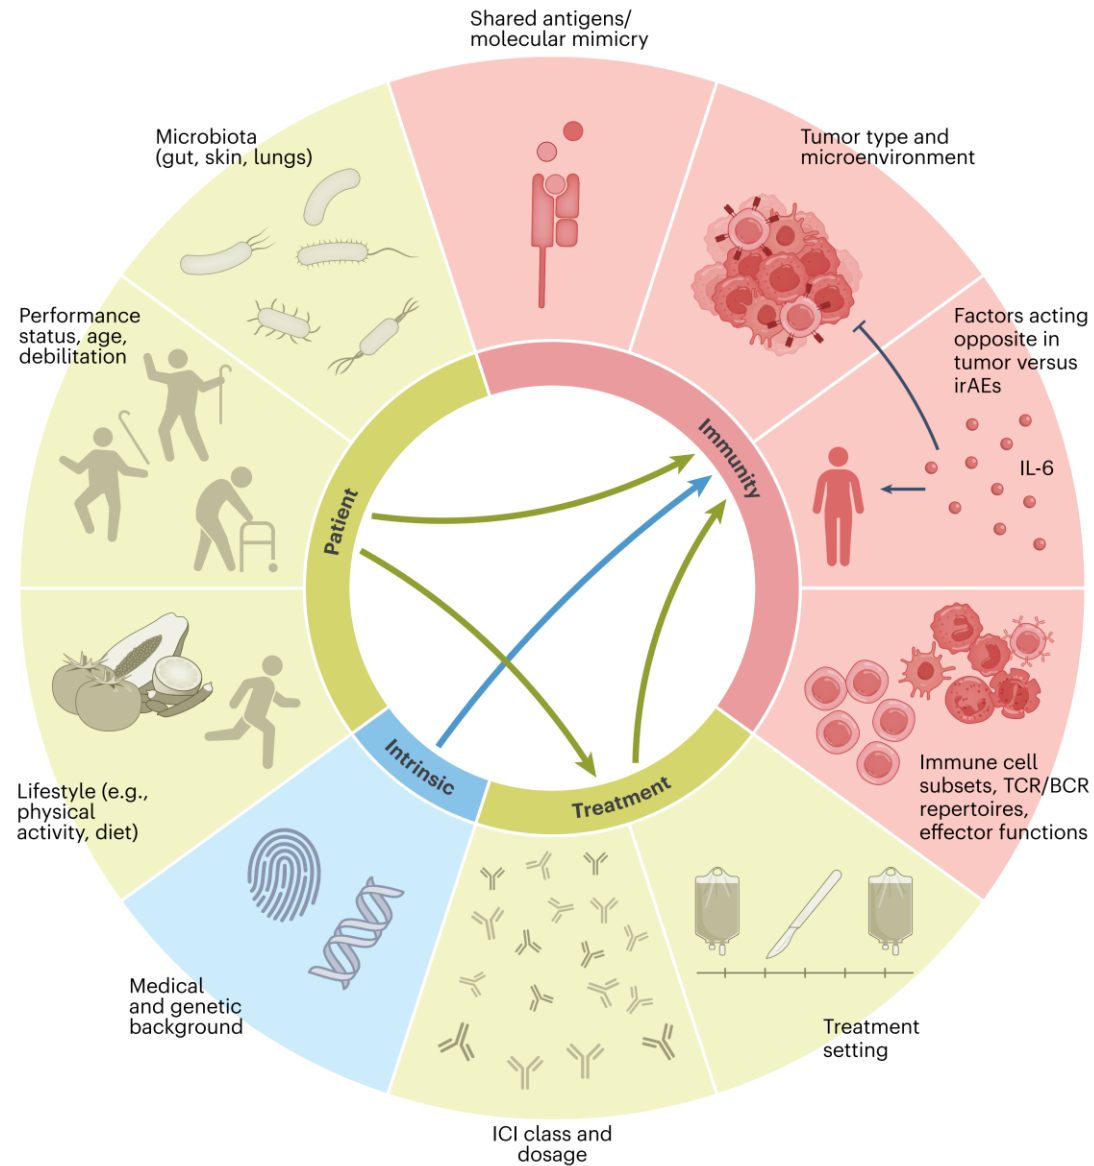 Shared antigens/
molecular mimicry
Microbiota
(gut, skin, lungs)
Tumor type and
microenvironment
Performance
status, age,
debilitation
Factors acting
opposite in
tumor versus
irAEs
IL-6
Immunity
Patient
Intrinsic
Treatment
Lifestyle (e.g.,
physical
activity, diet)
Immune cell
subsets, TCR/BCR
repertoires,
effector functions
Medical
and genetic
background
Treatment
setting
ICI class and
dosage